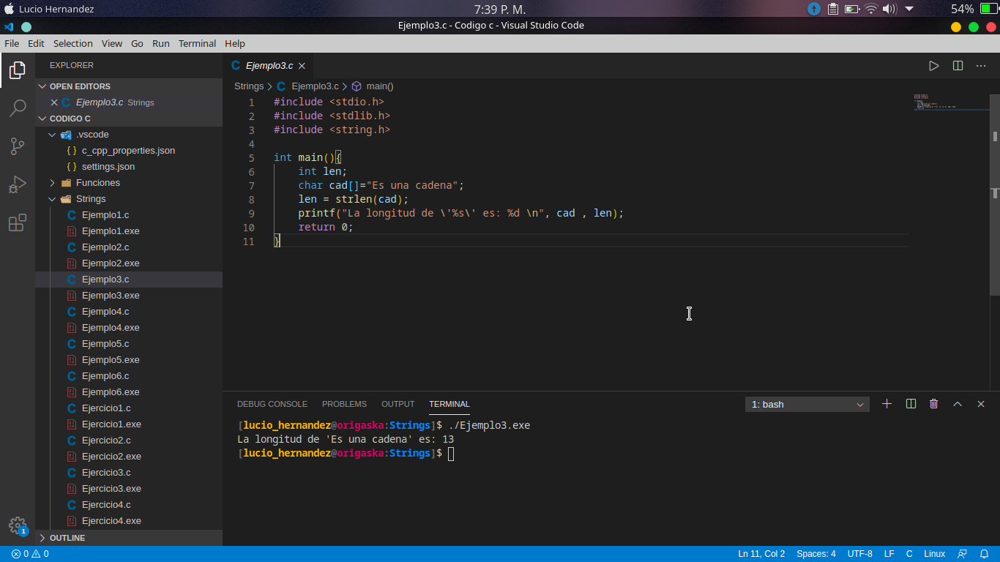 Lucio Hernandez 7:39 P. M. 54%
Ejemplo3.c - Codigo c - Visual Studio Code
File Edit Selection View Go Run Terminal Help
EXPLORER
OPEN EDITORS
Ejemplo3.c Strings
CODIGO C
.vscode
{ } c_cpp_properties.json
{ } settings.json
Funciones
Strings
C Ejemplo1.c
Ejemplo1.exe
C Ejemplo2.c
Ejemplo2.exe
C Ejemplo3.c
Ejemplo3.exe
C Ejemplo4.c
Ejemplo4.exe
C Ejemplo5.c
Ejemplo5.exe
C Ejemplo6.c
Ejemplo6.exe
C Ejercicio1.c
Ejercicio1.exe
C Ejercicio2.c
Ejercicio2.exe
C Ejercicio3.c
Ejercicio3.exe
C Ejercicio4.c
Ejercicio4.exe
OUTLINE
1
C Ejemplo3.c
Strings > C Ejemplo3.c > main()
1 #include <stdio.h>
2 #include <stdlib.h>
3 #include <string.h>
4
5 int main(){
6 int len;
7 char cad[]="Es una cadena";
8 len = strlen(cad);
9 printf("La longitud de \'%s\' es: %d \n", cad , len);
10 return 0;
11 }
DEBUG CONSOLE PROBLEMS OUTPUT TERMINAL 1: bash
[lucio_hernandez@origaska:Strings]$ ./Ejemplo3.exe
La longitud de 'Es una cadena' es: 13
[lucio_hernandez@origaska:Strings]$
0 0 Ln 11, Col 2 Spaces: 4 UTF-8 LF C Linux